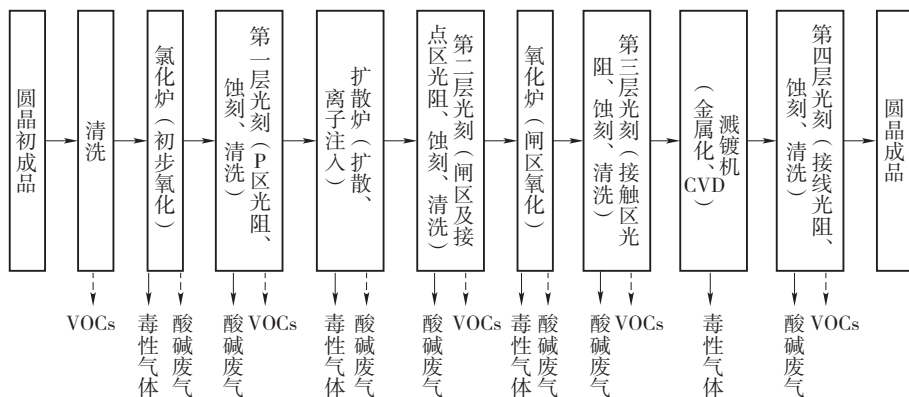 圆晶初成品
清洗
氯化炉（初步氧化）
第一层光刻（P区光阻、
蚀刻、清洗）
扩散炉（扩散、
离子注入）
第二层光刻（闸区及接
点区光阻、蚀刻、清洗）
氧化炉（闸区氧化）
第三层光刻（接触区光
阻、蚀刻、清洗）
溅镀机
（金属化、CVD）
第四层光刻（接线光阻、
蚀刻、清洗）
圆晶成品
VOCs
毒性气体
酸碱废气
酸碱废气
VOCs
毒性气体
酸碱废气
酸碱废气
VOCs
毒性气体
酸碱废气
酸碱废气
VOCs
毒性气体
酸碱废气
VOCs